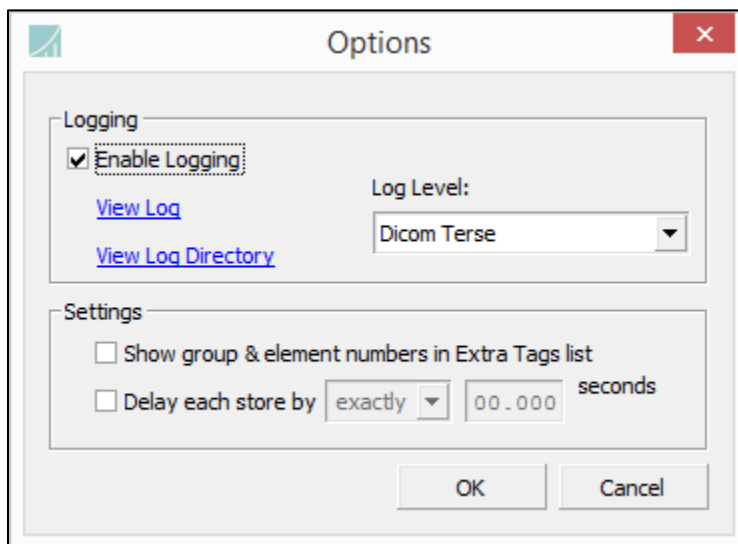 Options
Logging
Enable Logging
View Log
Log Level:
Dicom Terse
View Log Directory
Settings
Show group & element numbers in Extra Tags list
Delay each store by exactly 00.000 seconds
OK Cancel